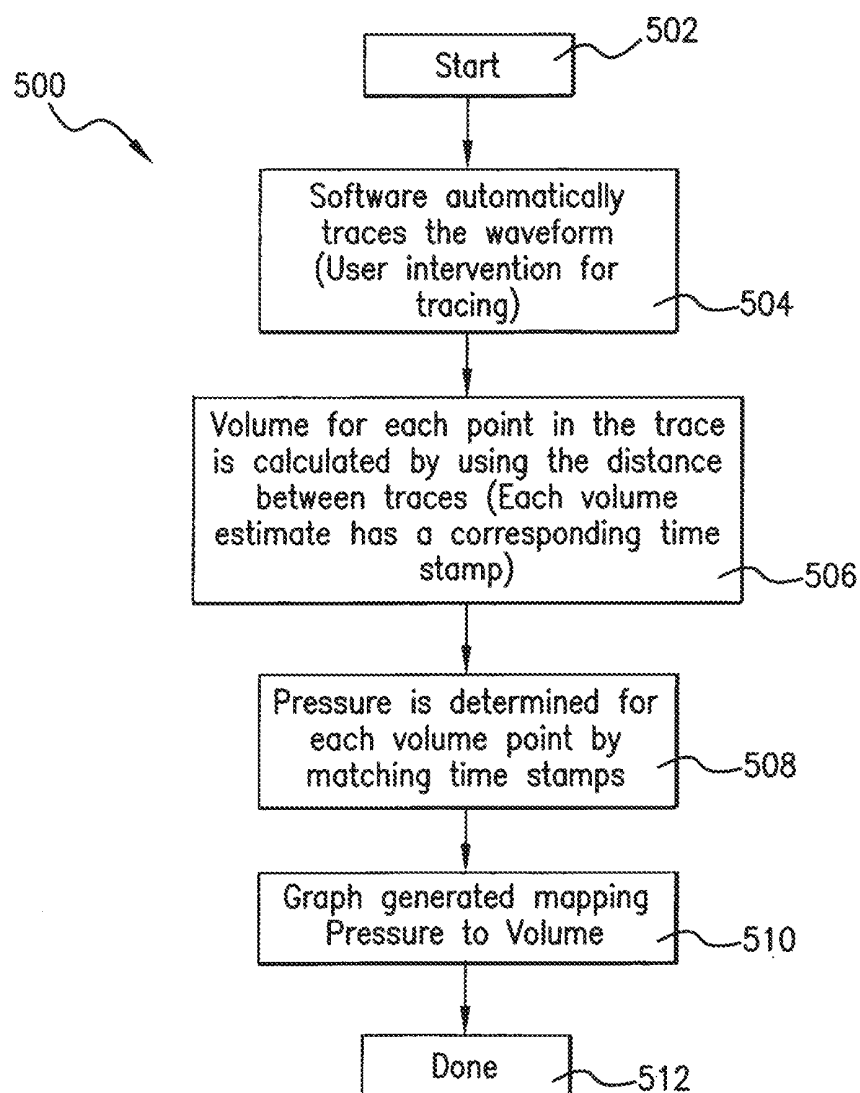 502
Start
500
Software automatically
traces the waveform
(User intervention for
tracing)
504
Volume for each point in the trace
is calculated by using the distance
between traces (Each volume
estimate has a corresponding time
stamp)
506
Pressure is determined for
each volume point by
matching time stamps
508
Graph generated mapping
Pressure to Volume
510
Done
512